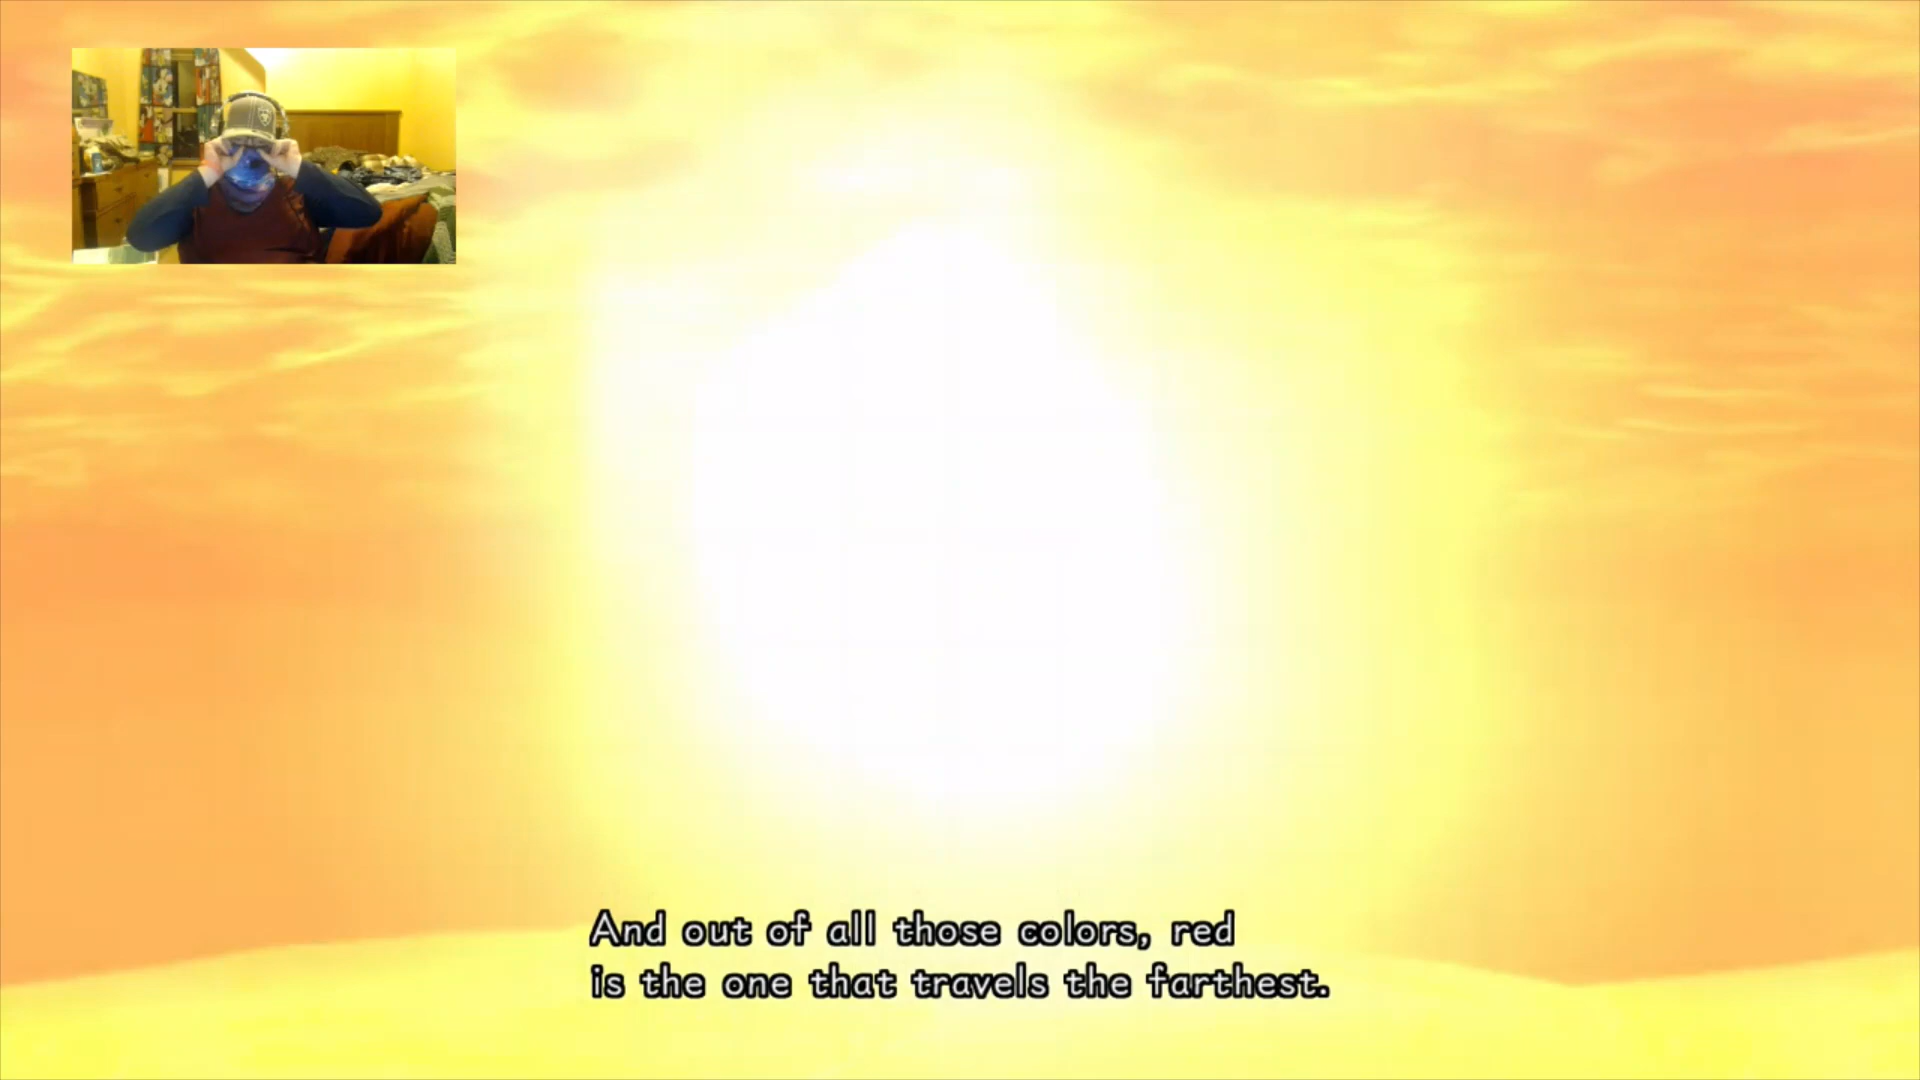 And out of all those colors, red
is the one that travels the farthest.